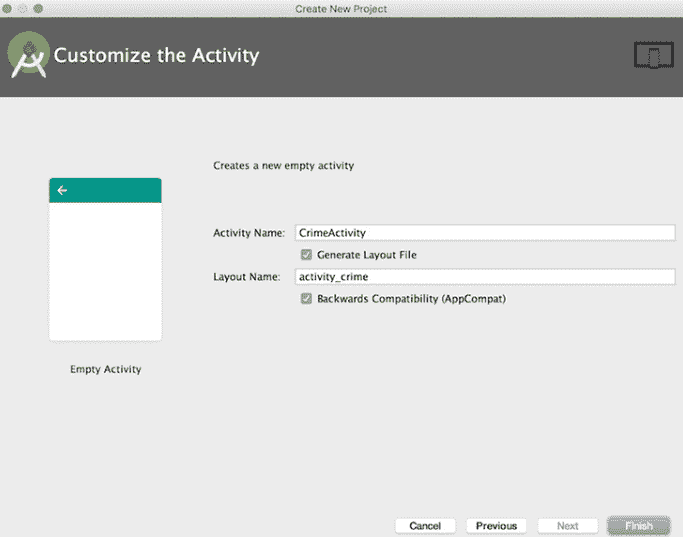 Create New Project
Customize the Activity
Creates a new empty activity
Activity Name: CrimeActivity
Generate Layout File
Layout Name: activity_crime
Backwards Compatibility (AppCompat)
Empty Activity
Cancel Previous Next Finish